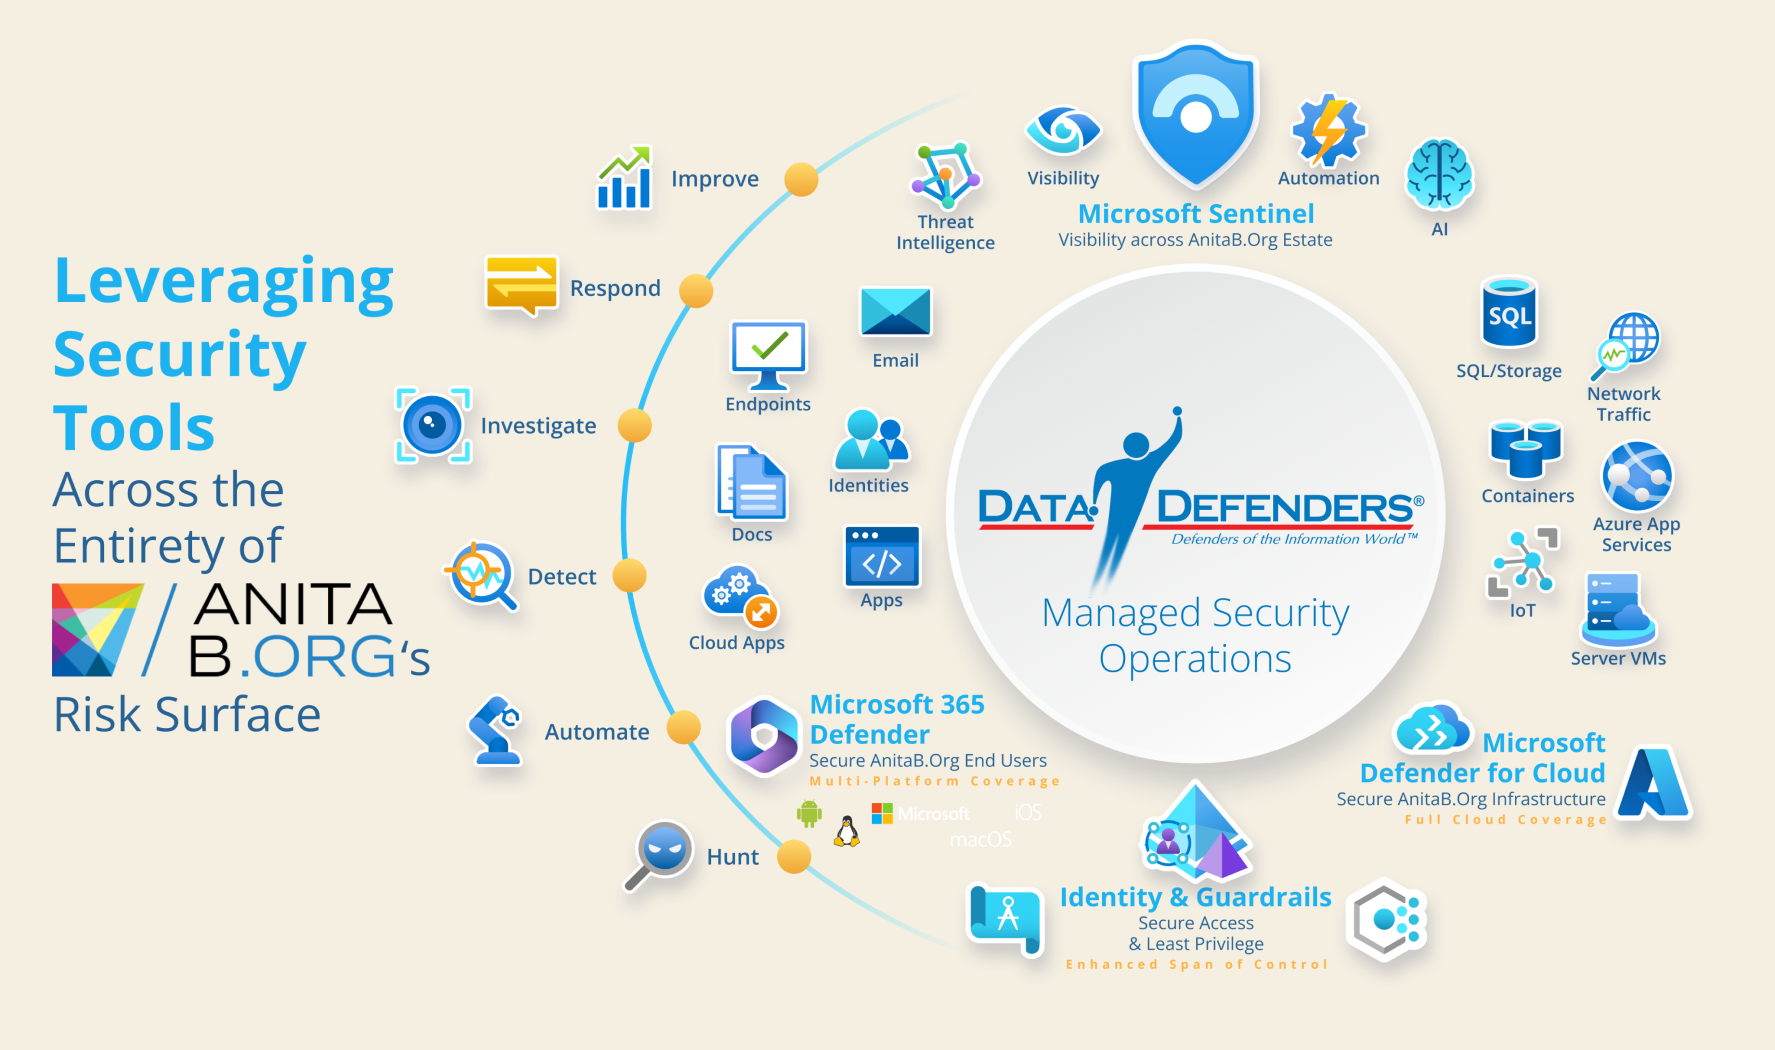 Leveraging
Security
Tools
Across the
Entirety of
ANITA
B.ORG's
Risk Surface
Improve
Respond
Investigate
Detect
Automate
Hunt
Threat
Intelligence
Visibility
Microsoft Sentinel
Visibility across AnitaB.Org Estate
Automation
AI
Email
Endpoints
Identities
Docs
Apps
Cloud Apps
Microsoft 365
Defender
Secure AnitaB.Org End Users
Multi-Platform Coverage
Microsoft
iOS
macOS
DATA DEFENDERS®
Defenders of the Information World™
Managed Security
Operations
SQL
SQL/Storage
Network
Traffic
Containers
Azure App
Services
IoT
Server VMs
Microsoft
Defender for Cloud
Secure AnitaB.Org Infrastructure
Full Cloud Coverage
Identity & Guardrails
Secure Access
& Least Privilege
Enhanced Span of Control